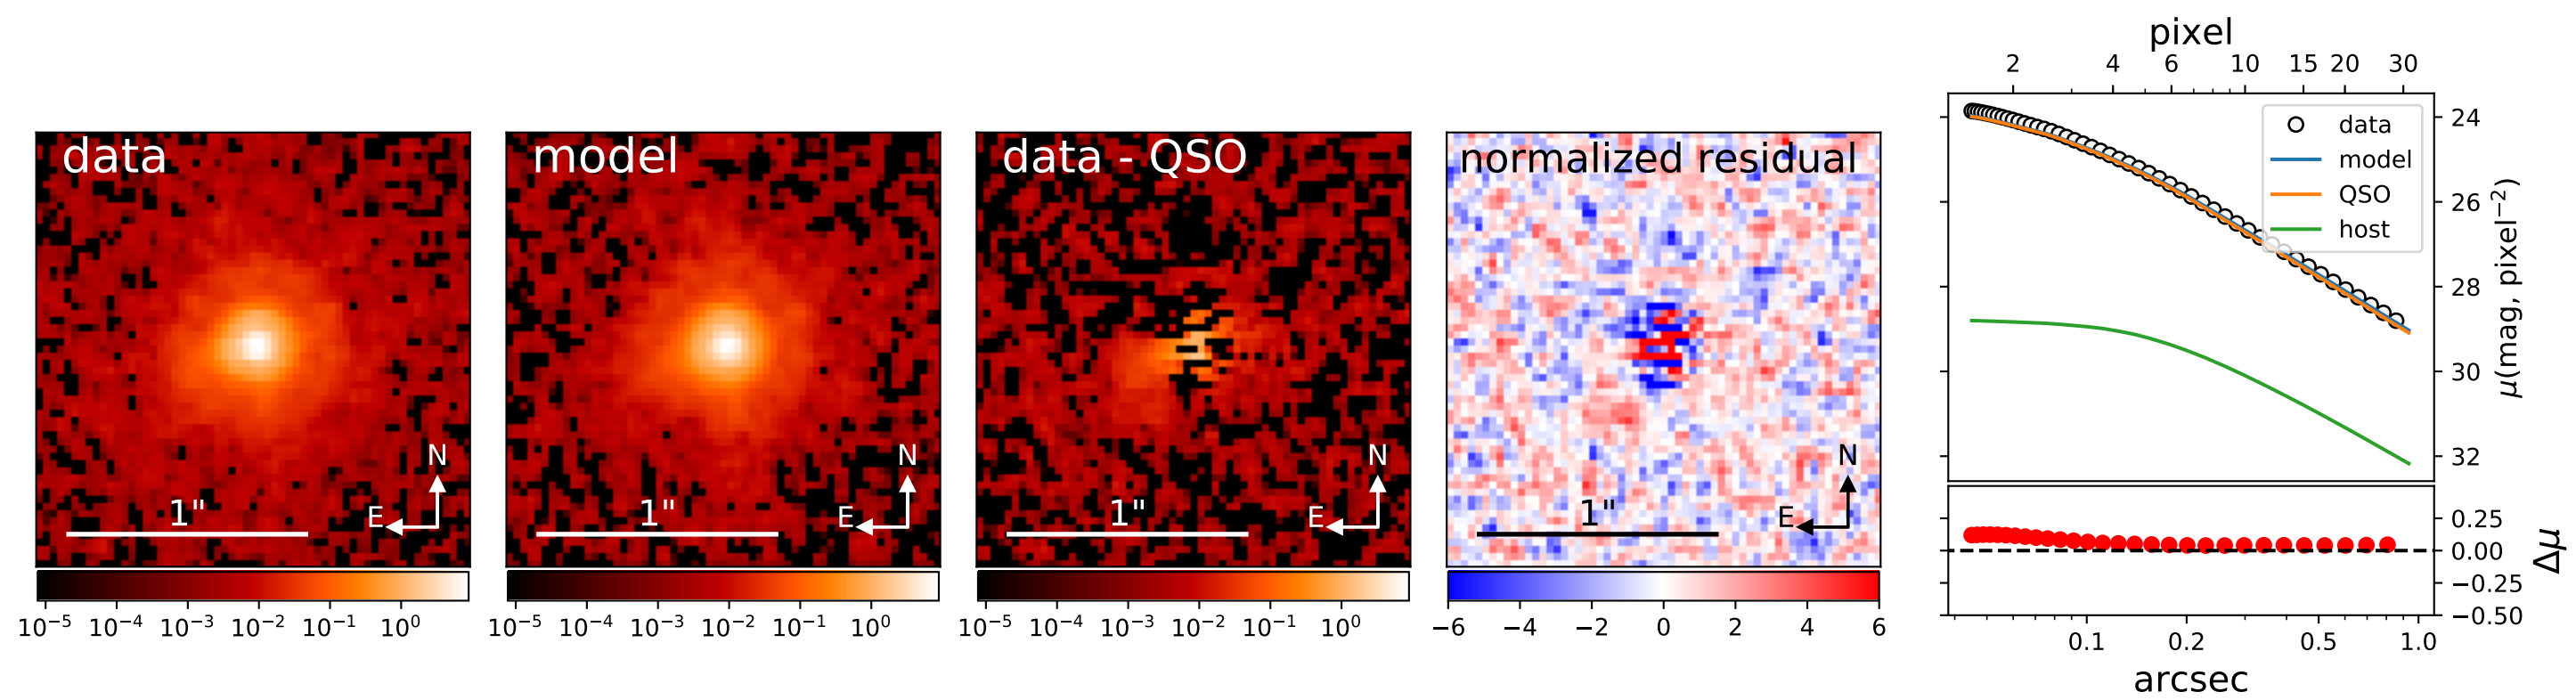 data
N
E
1"
10⁻⁵ 10⁻⁴ 10⁻³ 10⁻² 10⁻¹ 10⁰
model
N
E
1"
10⁻⁵ 10⁻⁴ 10⁻³ 10⁻² 10⁻¹ 10⁰
data - QSO
N
E
1"
10⁻⁵ 10⁻⁴ 10⁻³ 10⁻² 10⁻¹ 10⁰
normalized residual
N
E
1"
−6 −4 −2 0 2 4 6
pixel
2 4 6 10 15 20 30
data
model
QSO
host
24
26
28
30
32
μ(mag, pixel⁻²)
0.25
0.00
−0.25
−0.50
Δμ
0.1 0.2 0.5 1.0
arcsec